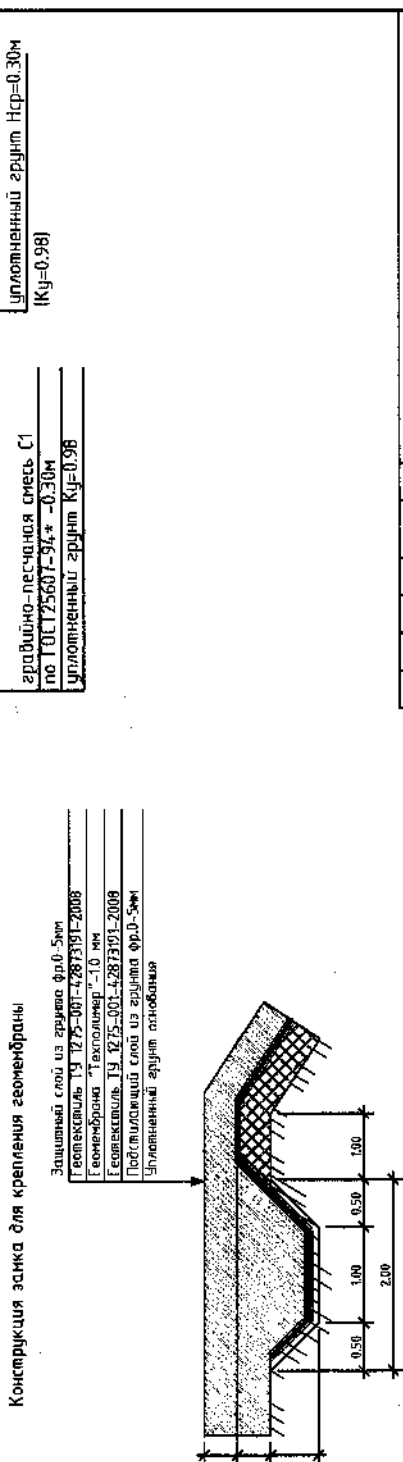 Конструкция замка для крепления геомембраны
Защитный слой из грунта фр.0-5мм
Геотекстиль ТУ 1275-001-42873191-2008
Геомембрана "Техполимер"-1.0 мм
Геотекстиль ТУ 1275-001-42873191-2008
Подстилающий слой из грунта фр.0-5мм
Уплотненный грунт основания
0.50
1.00
0.50
1.00
2.00
гравийно-песчаная смесь С1
по ГОСТ25607-94* -0.30м
уплотненный грунт Ку=0.98
уплотненный грунт Нср=0.30м
(Ку=0.98)